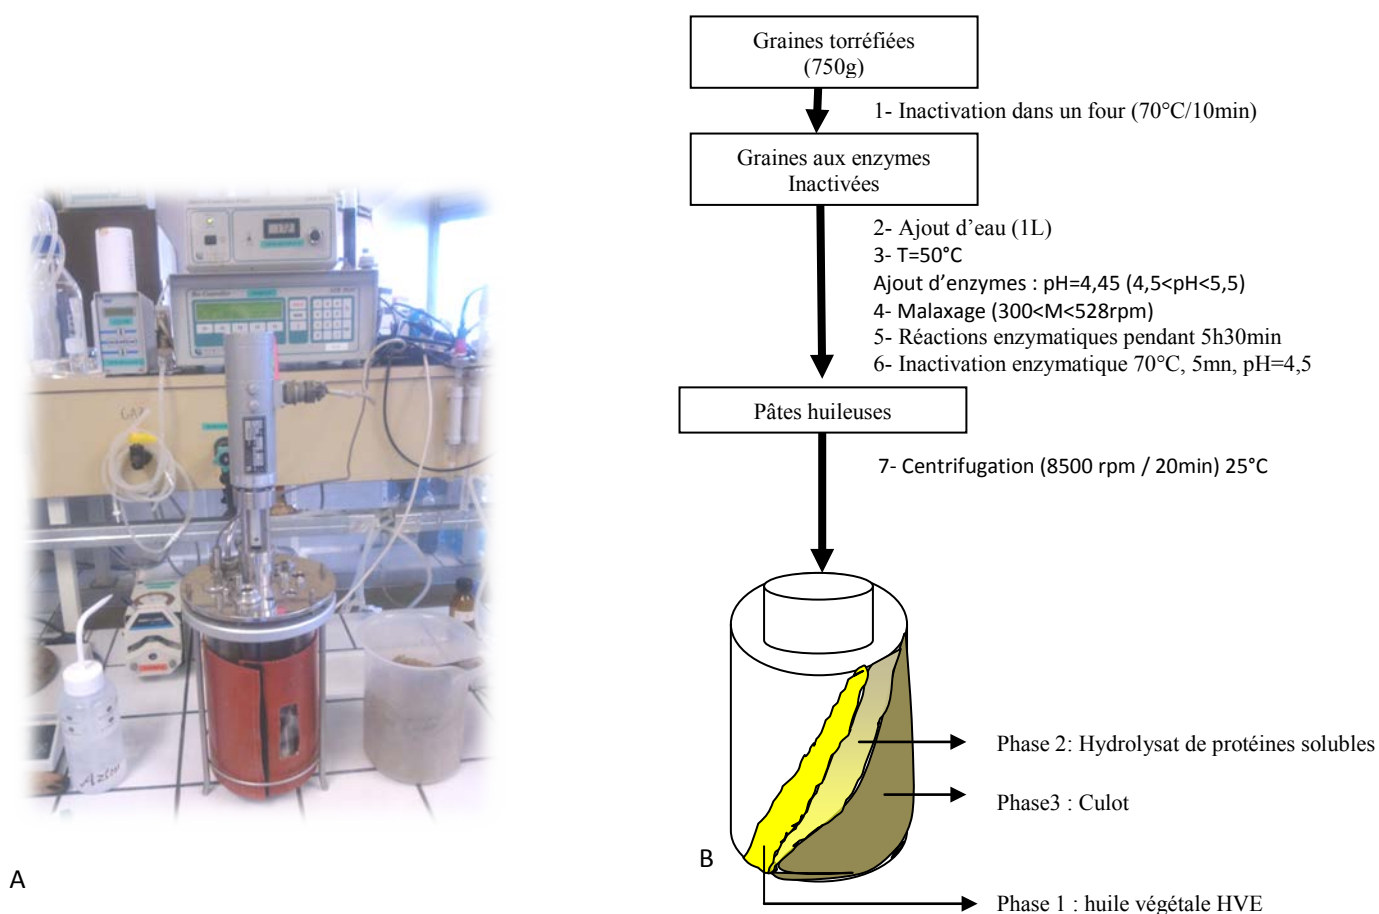 Graines torréfiées
(750g)
1- Inactivation dans un four (70°C/10min)
Graines aux enzymes
Inactivées
2- Ajout d’eau (1L)
3- T=50°C
Ajout d’enzymes : pH=4,45 (4,5<pH<5,5)
4- Malaxage (300<M<528rpm)
5- Réactions enzymatiques pendant 5h30min
6- Inactivation enzymatique 70°C, 5mn, pH=4,5
Pâtes huileuses
7- Centrifugation (8500 rpm / 20min) 25°C
Phase 2: Hydrolysat de protéines solubles
Phase3 : Culot
B
A
Phase 1 : huile végétale HVE